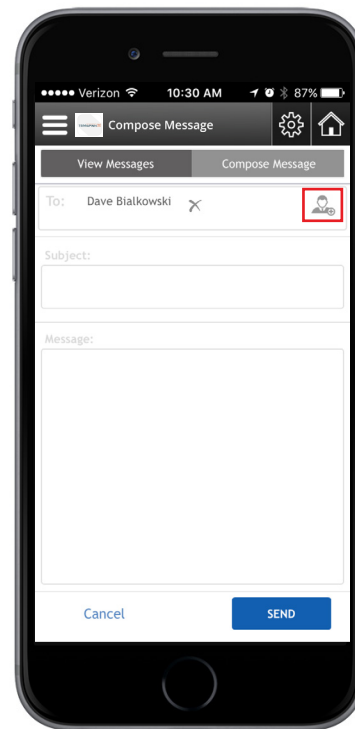 Verizon 10:30 AM 87%
Compose Message
View Messages Compose Message
To: Dave Bialkowski
Subject:
Message:
Cancel SEND